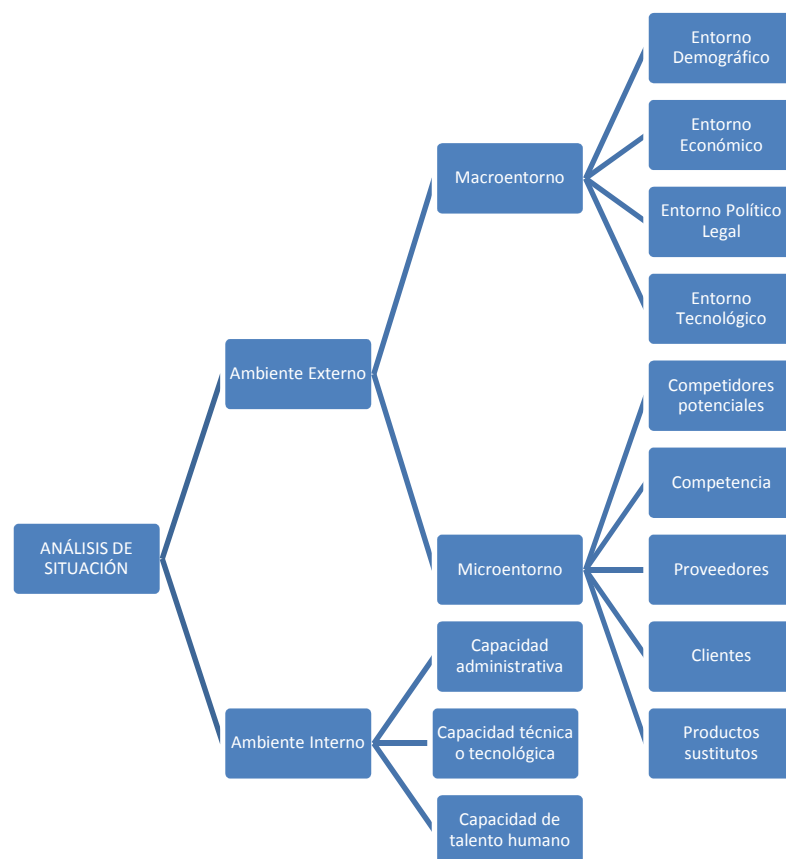 Entorno
Demográfico
Entorno
Económico
Macroentorno
Entorno Político
Legal
Entorno
Tecnológico
Ambiente Externo
Competidores
potenciales
Competencia
ANÁLISIS DE
SITUACIÓN
Microentorno
Proveedores
Capacidad
administrativa
Clientes
Ambiente Interno
Capacidad técnica
o tecnológica
Productos
sustitutos
Capacidad de
talento humano